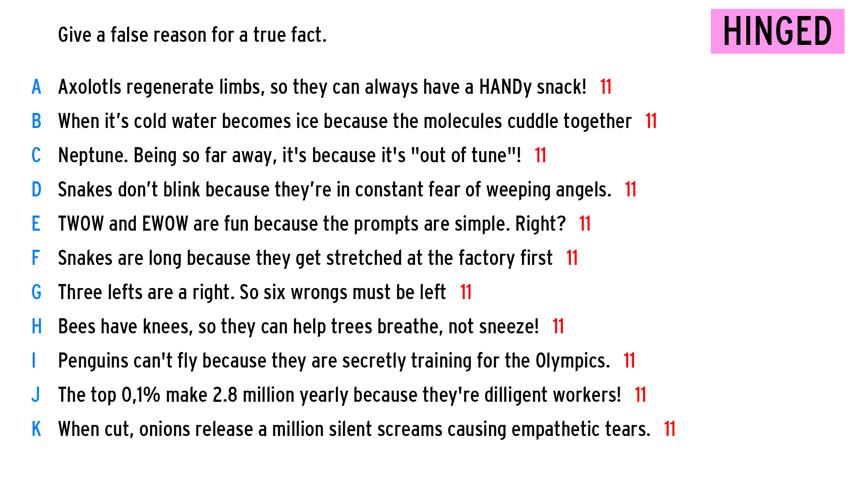 Give a false reason for a true fact.
HINGED
A Axolotls regenerate limbs, so they can always have a HANDy snack! 11
B When it's cold water becomes ice because the molecules cuddle together 11
C Neptune. Being so far away, it's because it's "out of tune"! 11
D Snakes don't blink because they're in constant fear of weeping angels. 11
E TWOW and EWOW are fun because the prompts are simple. Right? 11
F Snakes are long because they get stretched at the factory first 11
G Three lefts are a right. So six wrongs must be left 11
H Bees have knees, so they can help trees breathe, not sneeze! 11
I Penguins can't fly because they are secretly training for the Olympics. 11
J The top 0,1% make 2.8 million yearly because they're dilligent workers! 11
K When cut, onions release a million silent screams causing empathetic tears. 11